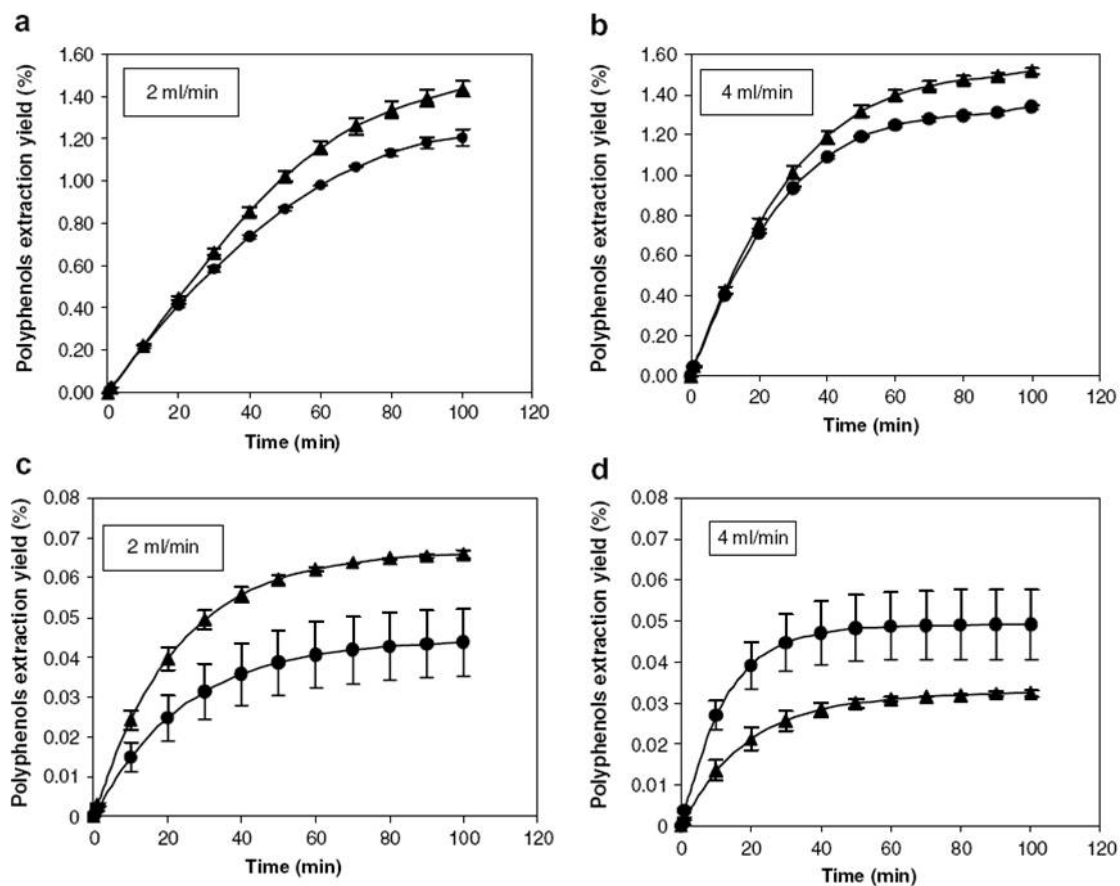 a
Polyphenols extraction yield (%)
1.60
1.40
1.20
1.00
0.80
0.60
0.40
0.20
0.00
2 ml/min
0 20 40 60 80 100 120
Time (min)
b
Polyphenols extraction yield (%)
1.60
1.40
1.20
1.00
0.80
0.60
0.40
0.20
0.00
4 ml/min
0 20 40 60 80 100 120
Time (min)
c
Polyphenols extraction yield (%)
0.08
0.07
0.06
0.05
0.04
0.03
0.02
0.01
0
2 ml/min
0 20 40 60 80 100 120
Time (min)
d
Polyphenols extraction yield (%)
0.08
0.07
0.06
0.05
0.04
0.03
0.02
0.01
0
4 ml/min
0 20 40 60 80 100 120
Time (min)